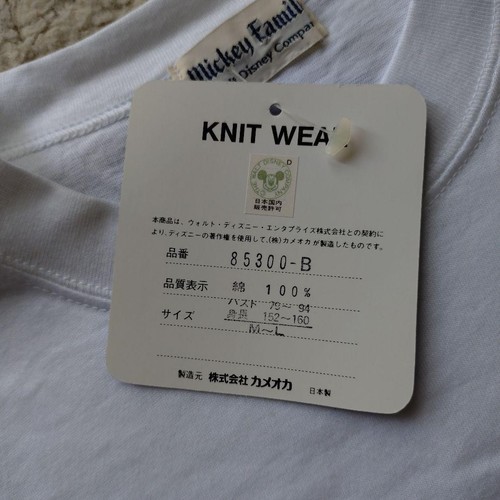 Mickey Famil
Disney Compa
KNIT WEA
D
日本国内
販売許可
本商品は、ウォルト・ディズニー・エンタプライズ株式会社との契約に
より、ディズニーの著作権を使用して、(株)カメオカが製造したものです。
品番 85300-B
品質表示 綿 100%
バスト 79～94
サイズ 身長 152～160
M～L
製造元 株式会社 カメオカ 日本製